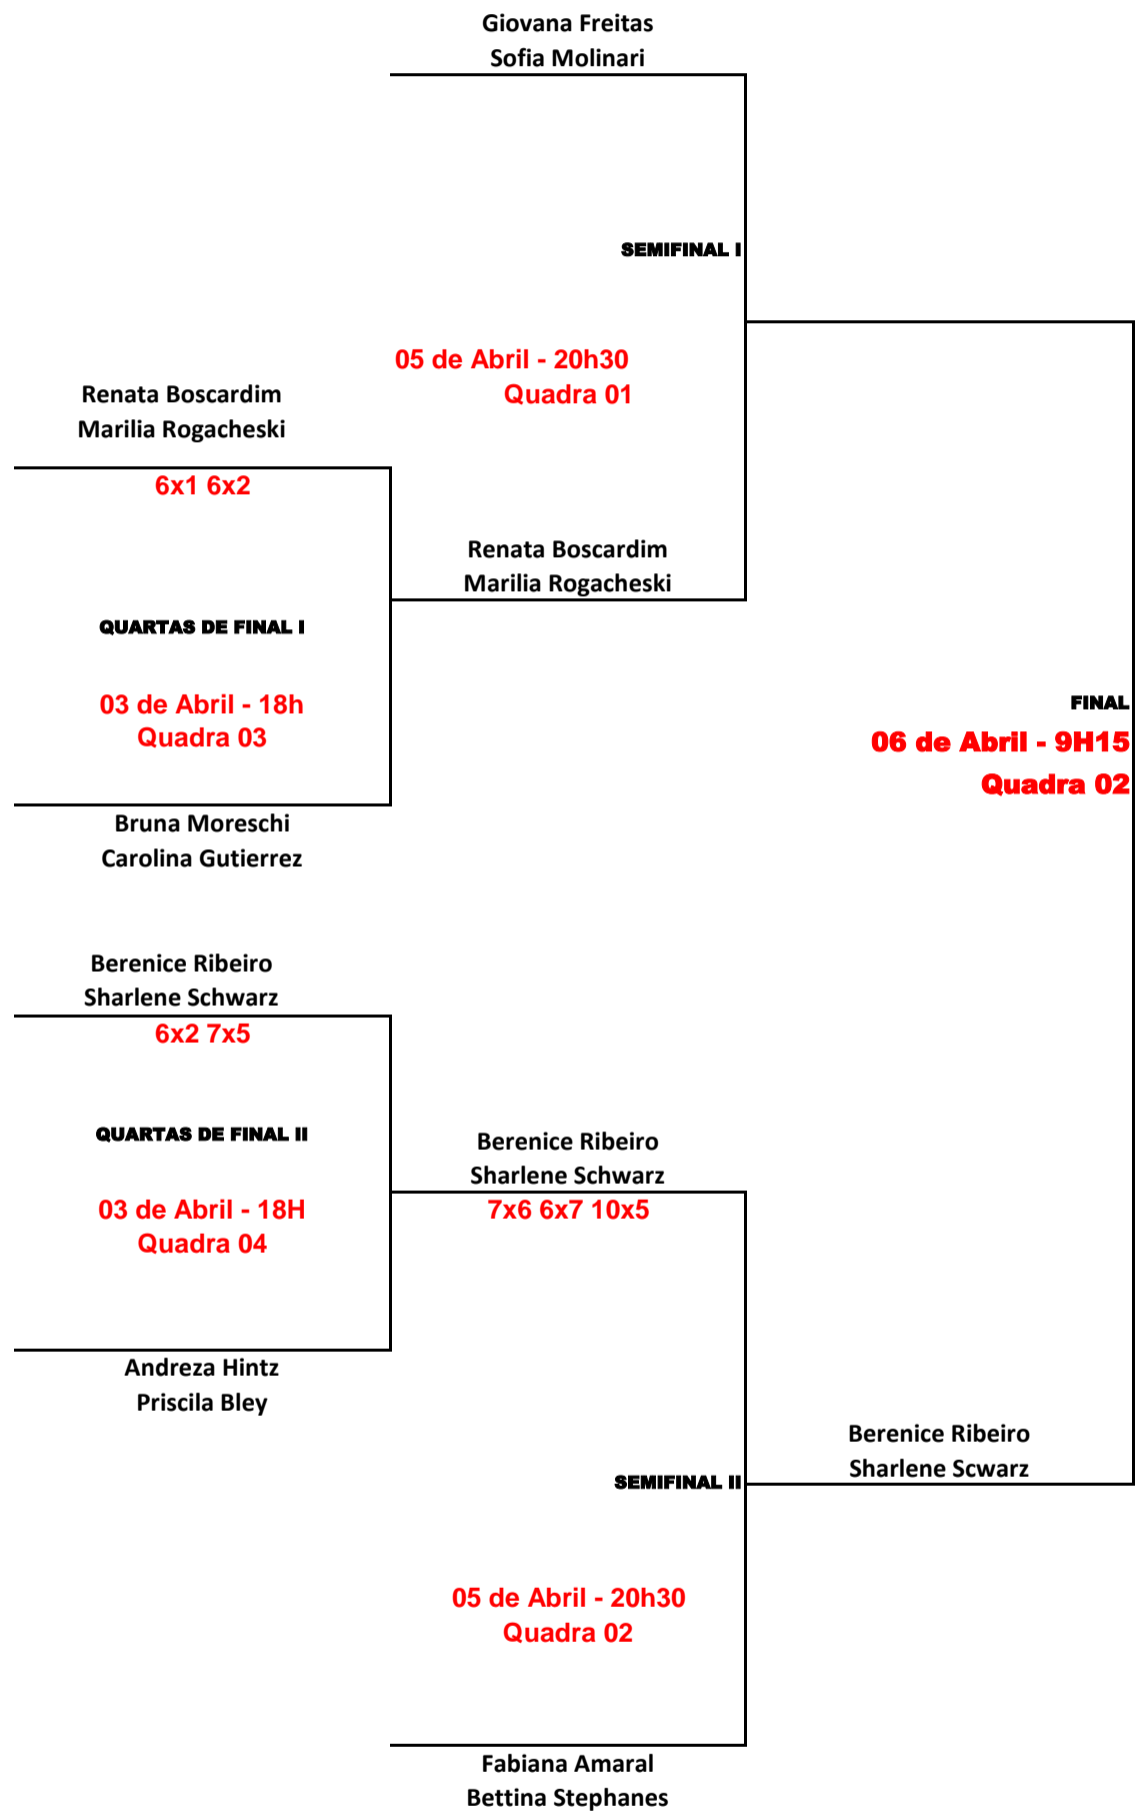 Giovana Freitas
Sofia Molinari
SEMIFINAL I
05 de Abril - 20h30
Quadra 01
Renata Boscardim
Marilia Rogacheski
6x1 6x2
Renata Boscardim
Marilia Rogacheski
QUARTAS DE FINAL I
03 de Abril - 18h
Quadra 03
FINAL
06 de Abril - 9H15
Quadra 02
Bruna Moreschi
Carolina Gutierrez
Berenice Ribeiro
Sharlene Schwarz
6x2 7x5
QUARTAS DE FINAL II
Berenice Ribeiro
Sharlene Schwarz
7x6 6x7 10x5
03 de Abril - 18H
Quadra 04
Andreza Hintz
Priscila Bley
Berenice Ribeiro
Sharlene Scwarz
SEMIFINAL II
05 de Abril - 20h30
Quadra 02
Fabiana Amaral
Bettina Stephanes